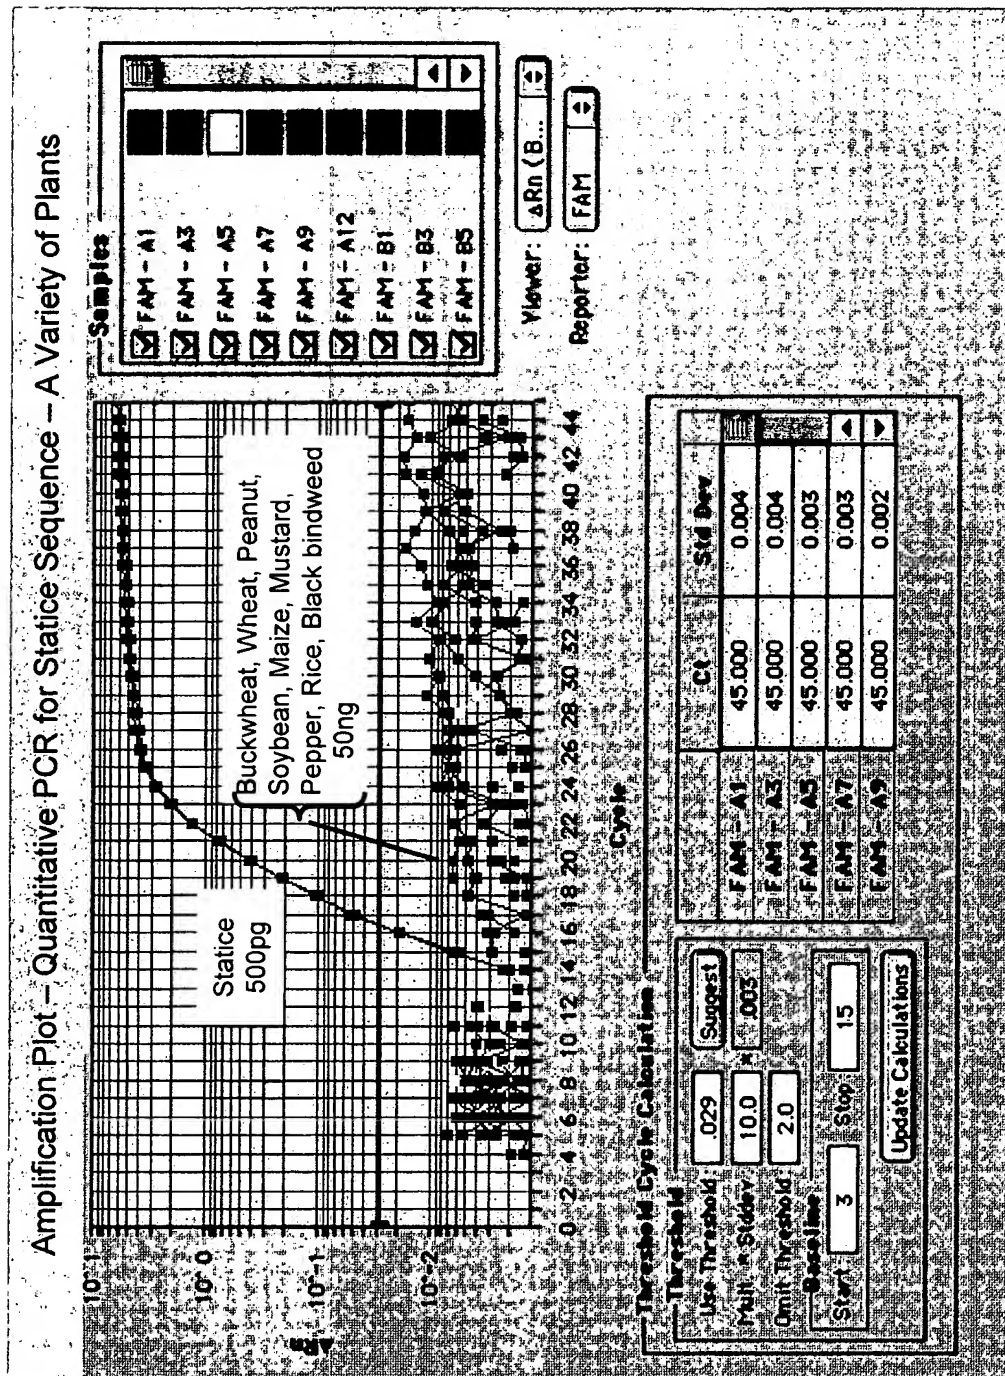 Amplification Plot – Quantitative PCR for Statice Sequence – A Variety of Plants
10^1
10^0
10^-1
10^-2
ΔRn
Statice
500pg
Buckwheat, Wheat, Peanut,
Soybean, Maize, Mustard,
Pepper, Rice, Black bindweed
50ng
0 2 4 6 8 10 12 14 16 18 20 22 24 26 28 30 32 34 36 38 40 42 44
Cycle
Samples
FAM - A1
FAM - A3
FAM - A5
FAM - A7
FAM - A9
FAM - A12
FAM - B1
FAM - B3
FAM - B5
Viewer: ΔRn (B...
Reporter: FAM
Threshold Cycle Calculation
Threshold
Use Threshold: .029 Suggest
Mult. * Stddev: 10.0 * .003
Omit Threshold: 2.0
Baseline
Start: 3 Stop: 15
Update Calculations
Ct Std Dev
FAM - A1 45.000 0.004
FAM - A3 45.000 0.004
FAM - A5 45.000 0.003
FAM - A7 45.000 0.003
FAM - A9 45.000 0.002